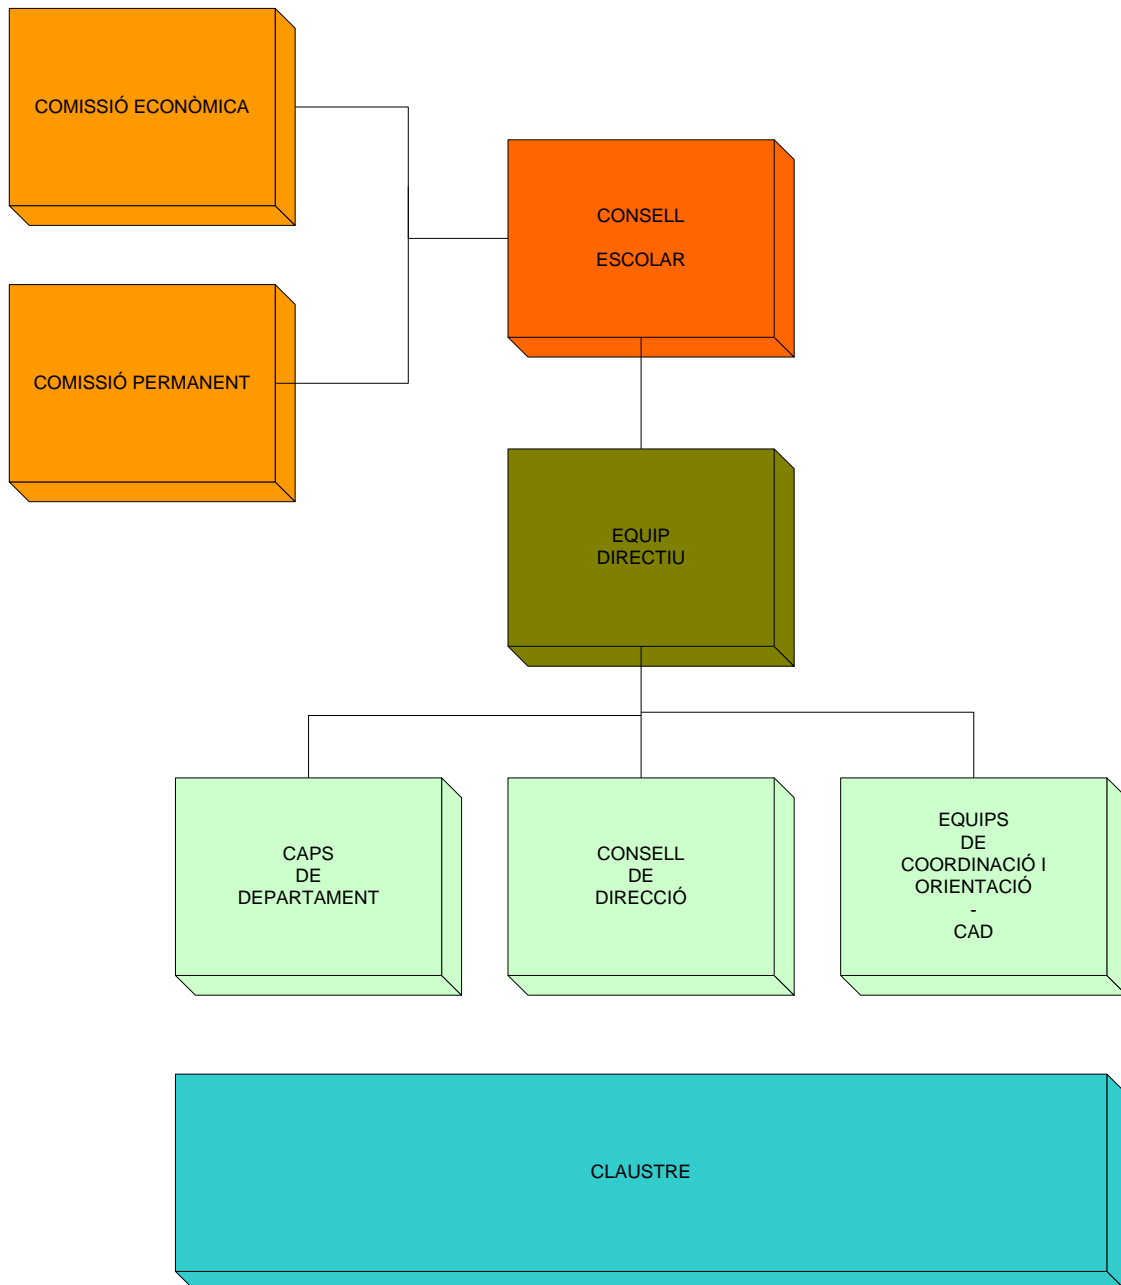 COMISSIÓ ECONÒMICA
CONSELL
ESCOLAR
COMISSIÓ PERMANENT
EQUIP
DIRECTIU
CAPS
DE
DEPARTAMENT
CONSELL
DE
DIRECCIÓ
EQUIPS
DE
COORDINACIÓ I
ORIENTACIÓ
-
CAD
CLAUSTRE